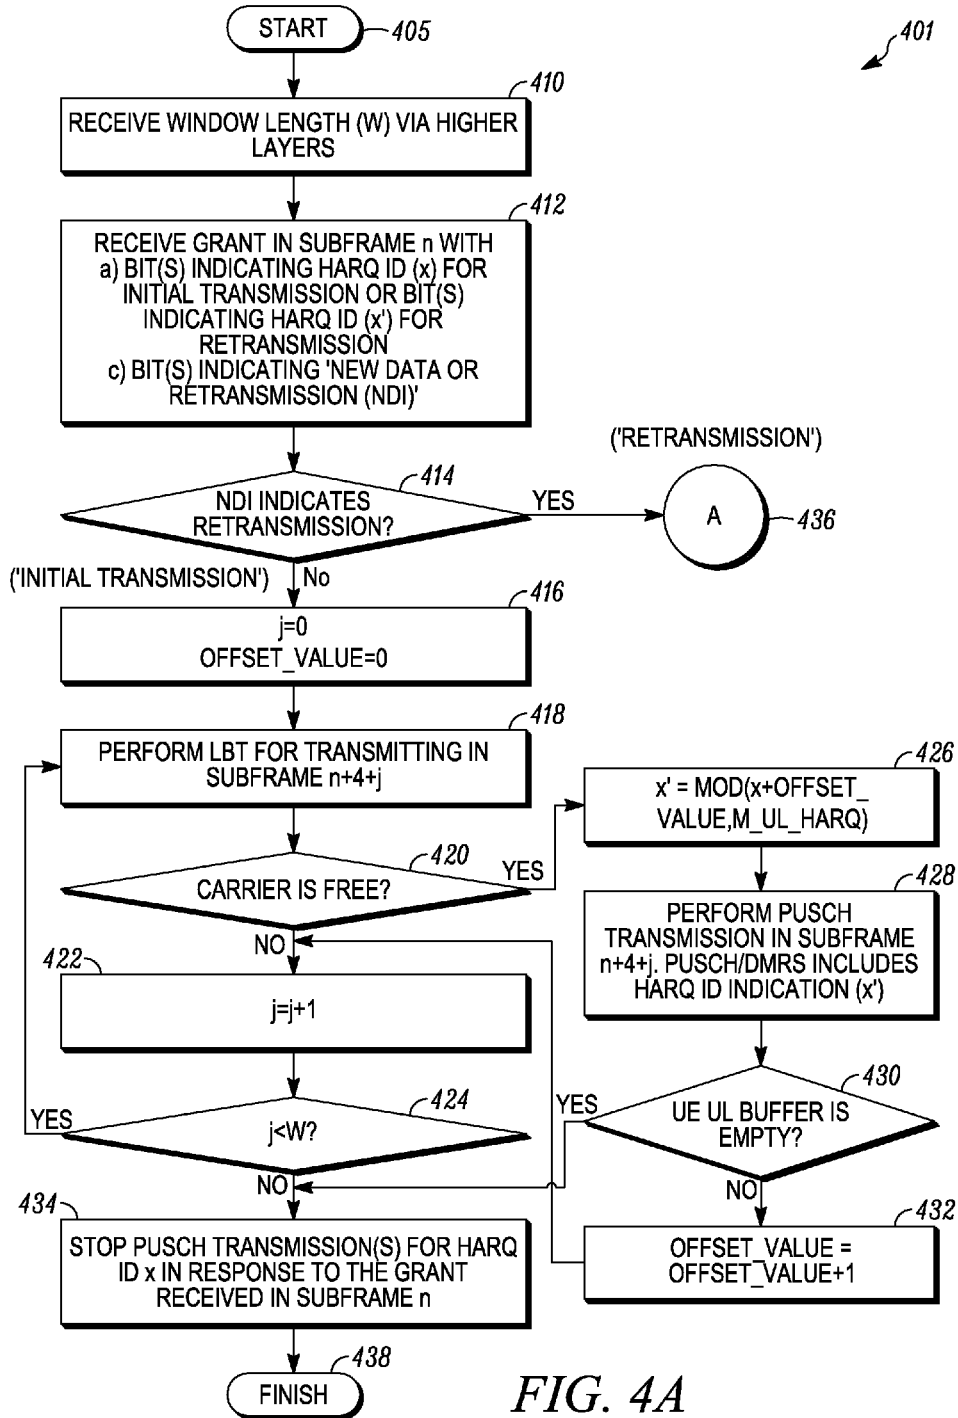 START
405
401
410
RECEIVE WINDOW LENGTH (W) VIA HIGHER
LAYERS
412
RECEIVE GRANT IN SUBFRAME n WITH
a) BIT(S) INDICATING HARQ ID (x) FOR
INITIAL TRANSMISSION OR BIT(S)
INDICATING HARQ ID (x') FOR
RETRANSMISSION
c) BIT(S) INDICATING 'NEW DATA OR
RETRANSMISSION (NDI)'
414
NDI INDICATES
RETRANSMISSION?
YES
('RETRANSMISSION')
A
436
('INITIAL TRANSMISSION')
No
416
j=0
OFFSET_VALUE=0
418
PERFORM LBT FOR TRANSMITTING IN
SUBFRAME n+4+j
420
CARRIER IS FREE?
YES
NO
422
j=j+1
424
j<W?
YES
NO
426
x' = MOD(x+OFFSET_
VALUE,M_UL_HARQ)
428
PERFORM PUSCH
TRANSMISSION IN SUBFRAME
n+4+j. PUSCH/DMRS INCLUDES
HARQ ID INDICATION (x')
430
UE UL BUFFER IS
EMPTY?
YES
NO
432
OFFSET_VALUE =
OFFSET_VALUE+1
434
STOP PUSCH TRANSMISSION(S) FOR HARQ
ID x IN RESPONSE TO THE GRANT
RECEIVED IN SUBFRAME n
438
FINISH
FIG. 4A